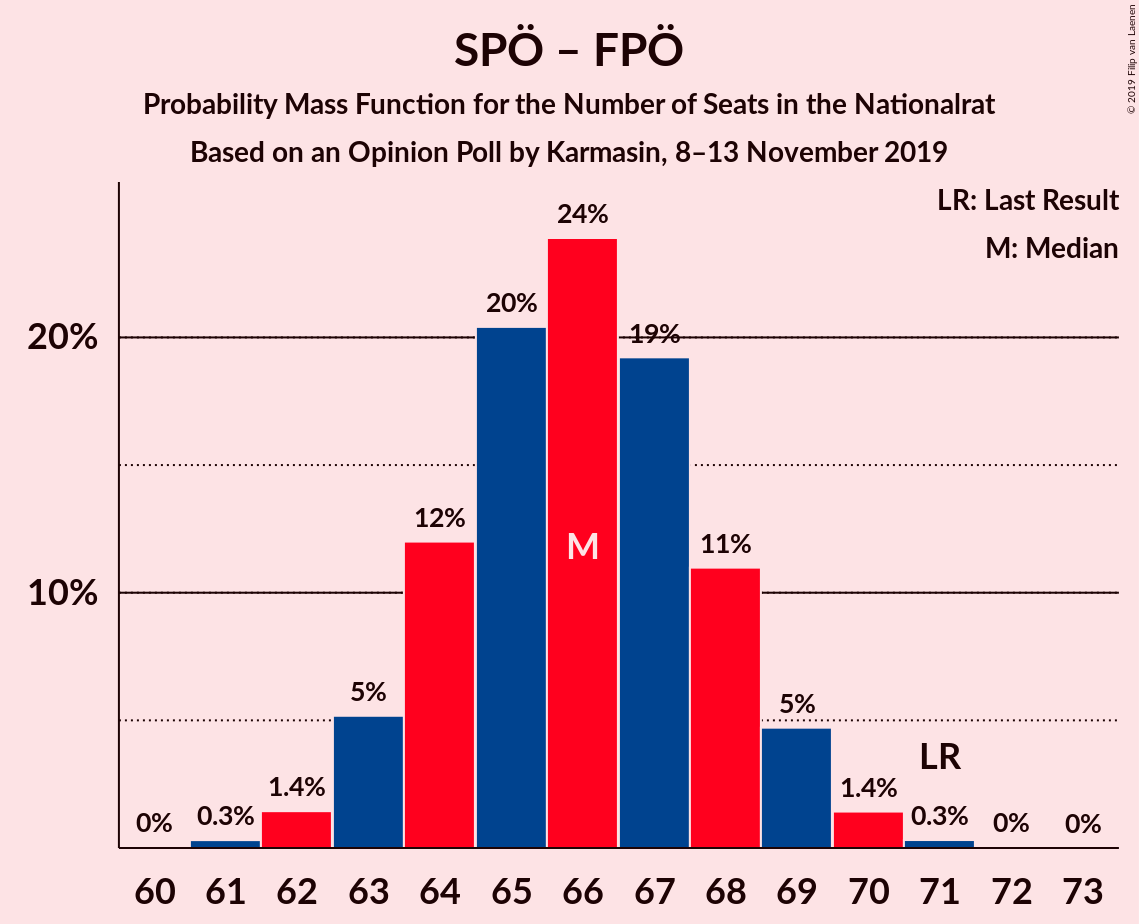 SPÖ – FPÖ
Probability Mass Function for the Number of Seats in the Nationalrat
Based on an Opinion Poll by Karmasin, 8–13 November 2019
© 2019 Filip van Laenen
LR: Last Result
M: Median
20%
10%
0%
0.3%
1.4%
5%
12%
20%
24%
M
19%
11%
5%
1.4%
LR
0.3%
0%
0%
60 61 62 63 64 65 66 67 68 69 70 71 72 73